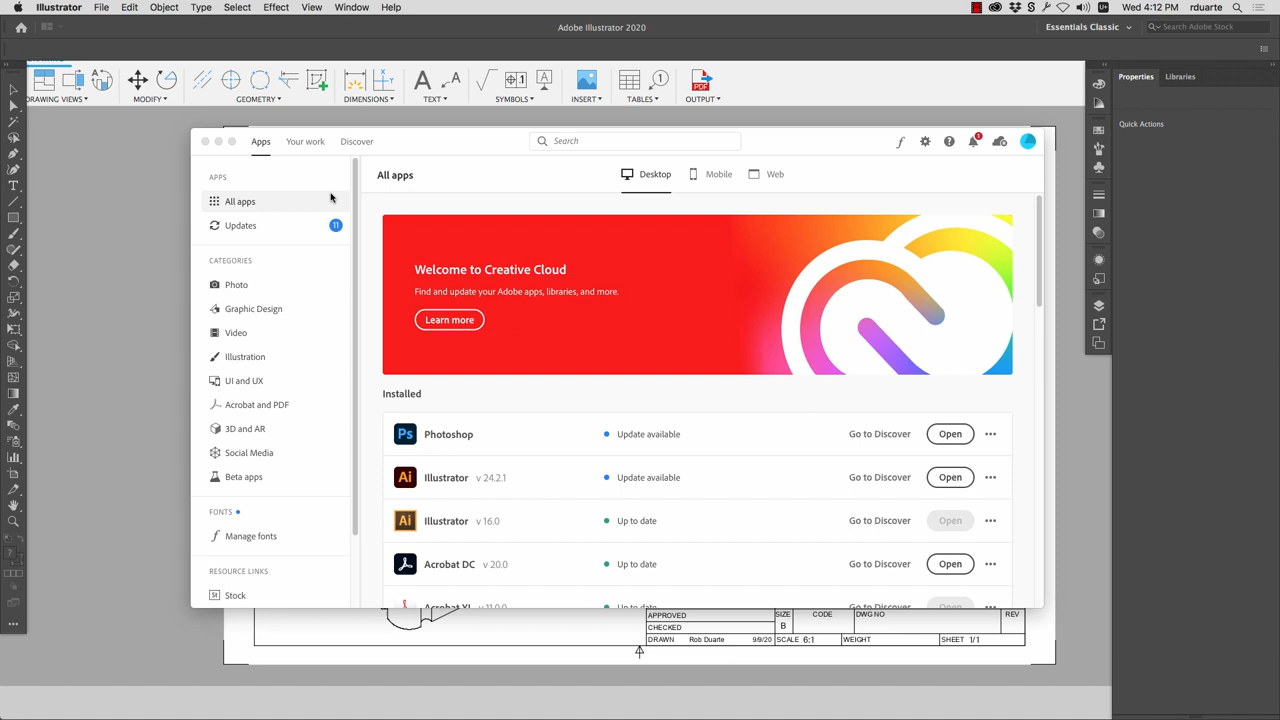 Illustrator File Edit Object Type Select Effect View Window Help Wed 4:12 PM rduarte
Adobe Illustrator 2020
Essentials Classic
Search Adobe Stock
DRAWING VIEWS MODIFY GEOMETRY DIMENSIONS TEXT SYMBOLS INSERT TABLES OUTPUT
PDF
Properties Libraries
Quick Actions
Apps Your work Discover
Search
1
APPS
All apps
Updates 11
CATEGORIES
Photo
Graphic Design
Video
Illustration
UI and UX
Acrobat and PDF
3D and AR
Social Media
Beta apps
FONTS
Manage fonts
RESOURCE LINKS
St Stock
All apps
Desktop Mobile Web
Welcome to Creative Cloud
Find and update your Adobe apps, libraries, and more.
Learn more
Installed
Ps Photoshop Update available Go to Discover Open
Ai Illustrator v 24.2.1 Update available Go to Discover Open
Ai Illustrator v 16.0 Up to date Go to Discover Open
Acrobat DC v 20.0 Up to date Go to Discover Open
Acrobat XI v 11.0.0 Up to date Go to Discover Open
APPROVED SIZE CODE DWG NO REV
CHECKED B
DRAWN Rob Duarte 9/9/20 SCALE 6:1 WEIGHT SHEET 1/1